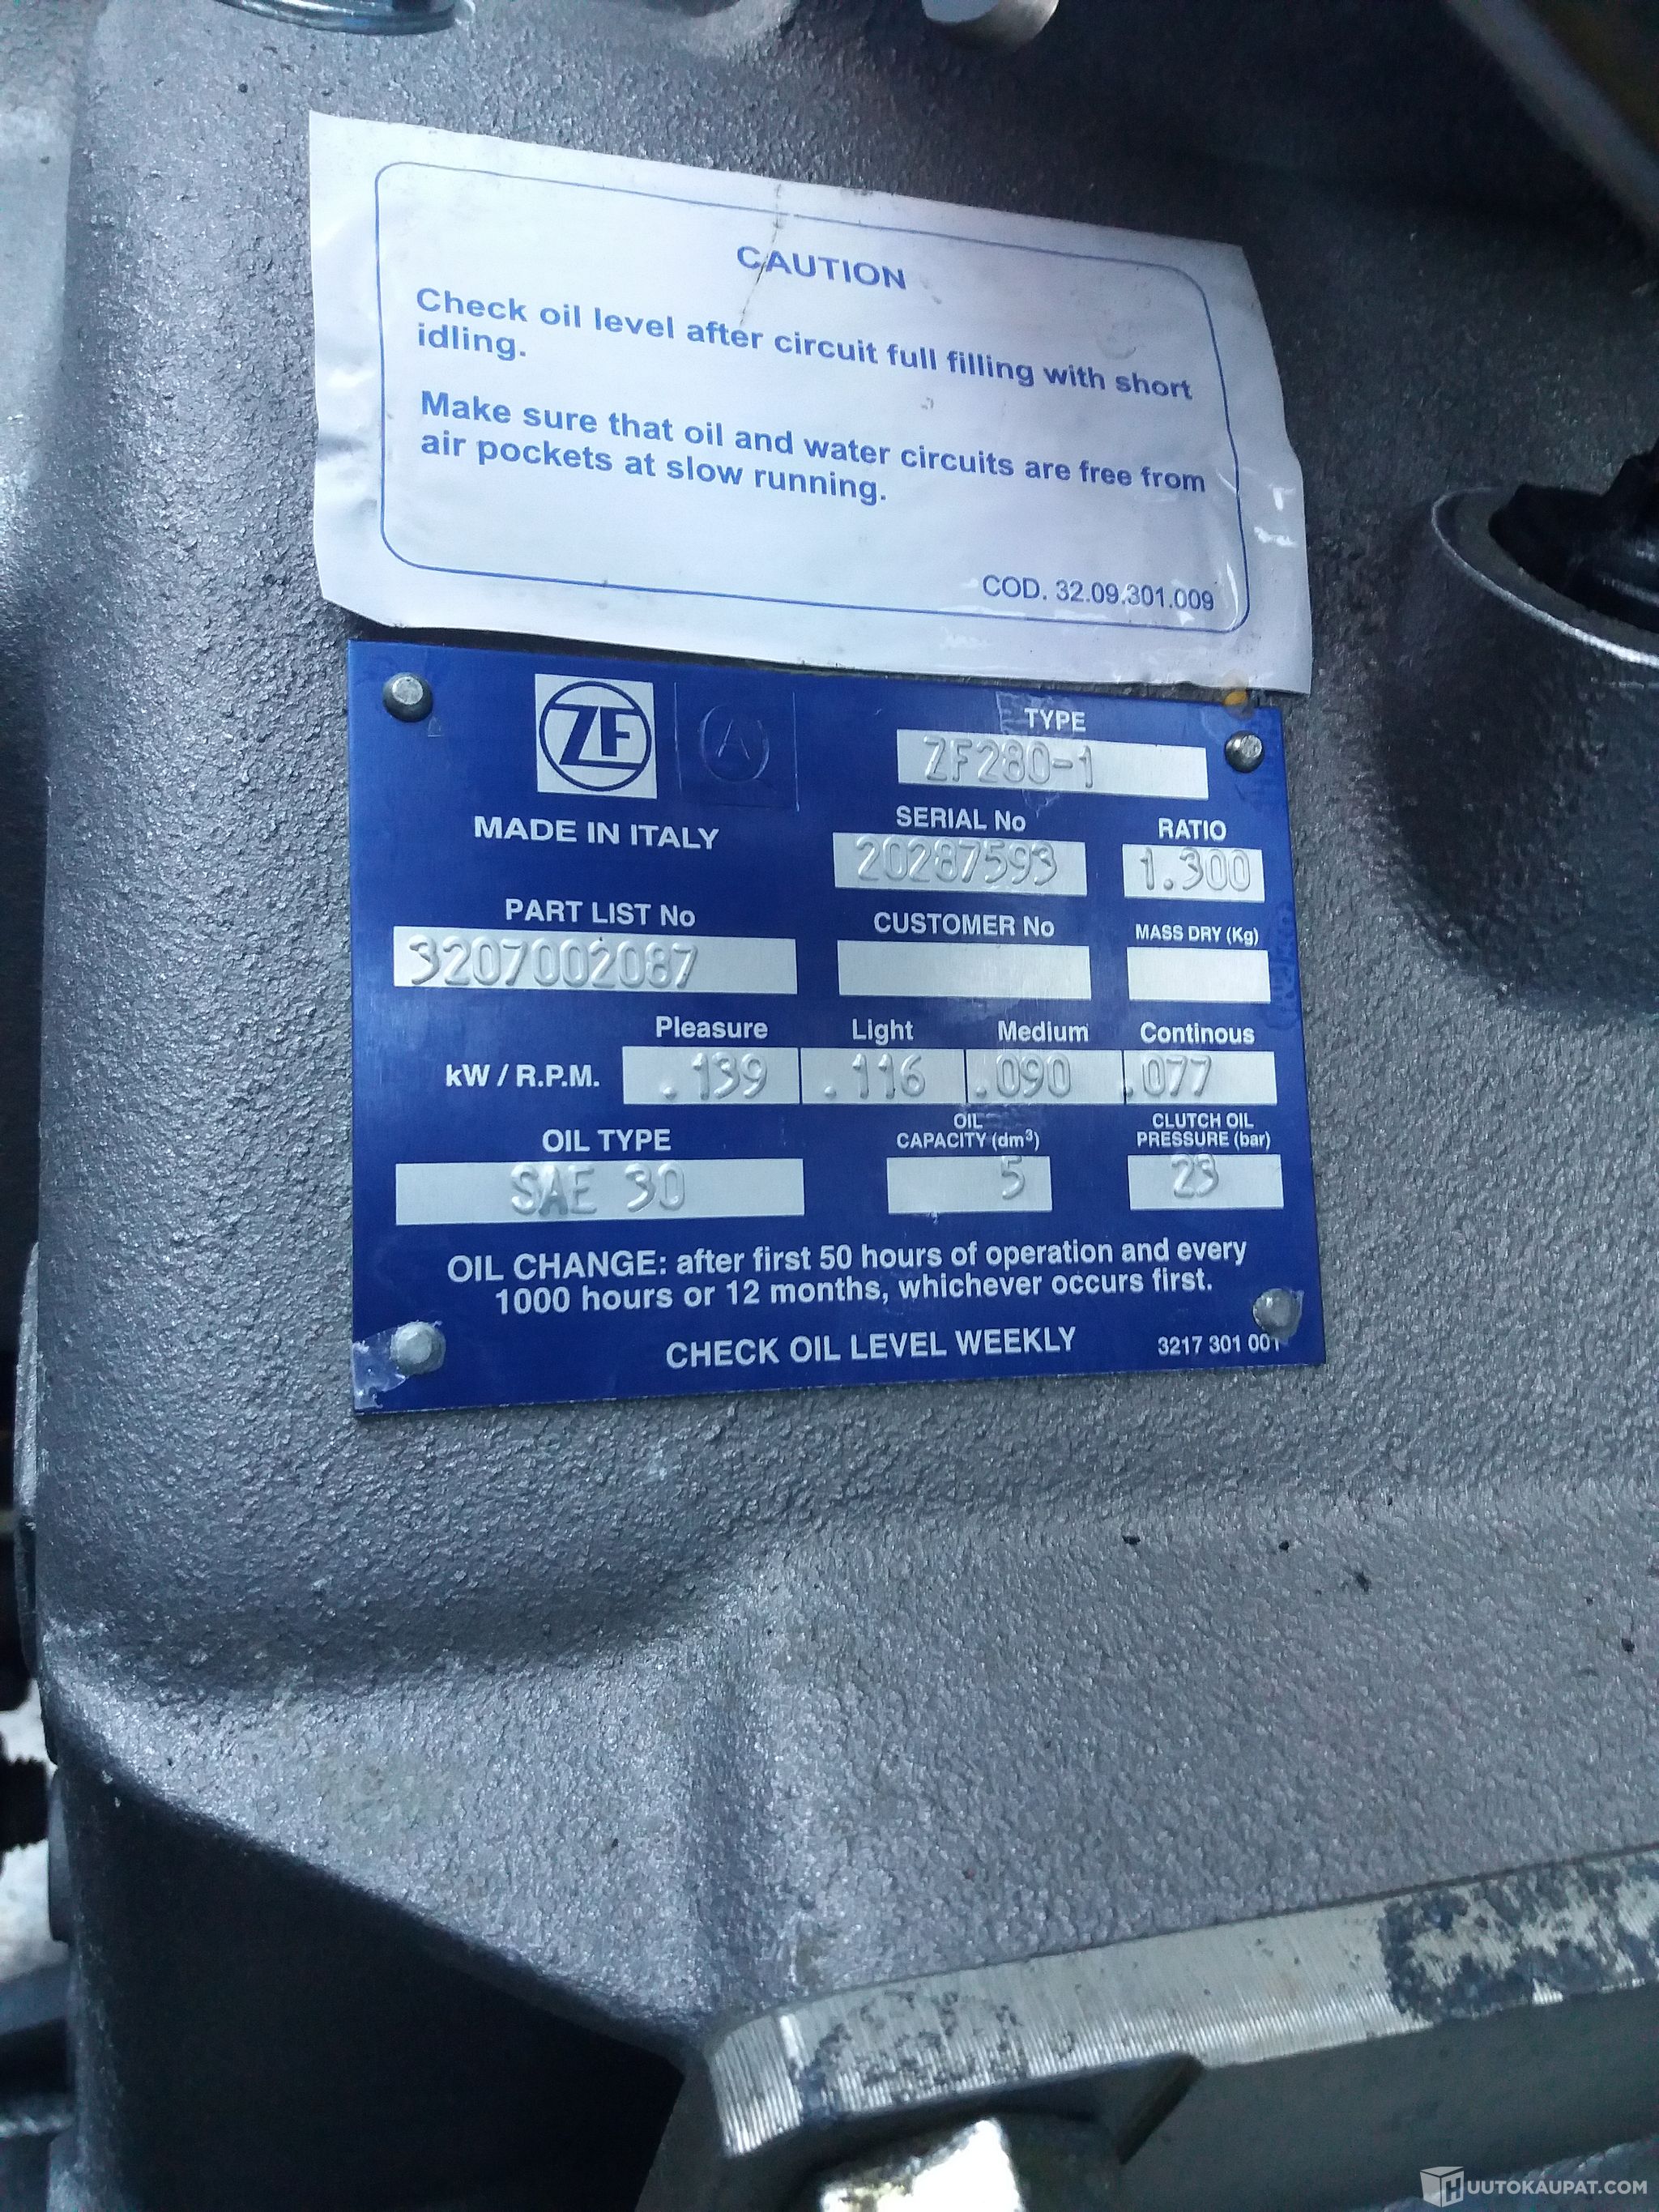 CAUTION
Check oil level after circuit full filling with short
idling.
Make sure that oil and water circuits are free from
air pockets at slow running.
COD. 32.09.301.009
ZF A
TYPE
ZF280-1
MADE IN ITALY
SERIAL No RATIO
20287593 1.300
PART LIST No CUSTOMER No MASS DRY (Kg)
3207002087
Pleasure Light Medium Continous
kW / R.P.M. .139 .116 .090 .077
OIL TYPE OIL CAPACITY (dm³) CLUTCH OIL PRESSURE (bar)
SAE 30 5 23
OIL CHANGE: after first 50 hours of operation and every
1000 hours or 12 months, whichever occurs first.
CHECK OIL LEVEL WEEKLY 3217 301 001
HUUTOKAUPAT.COM